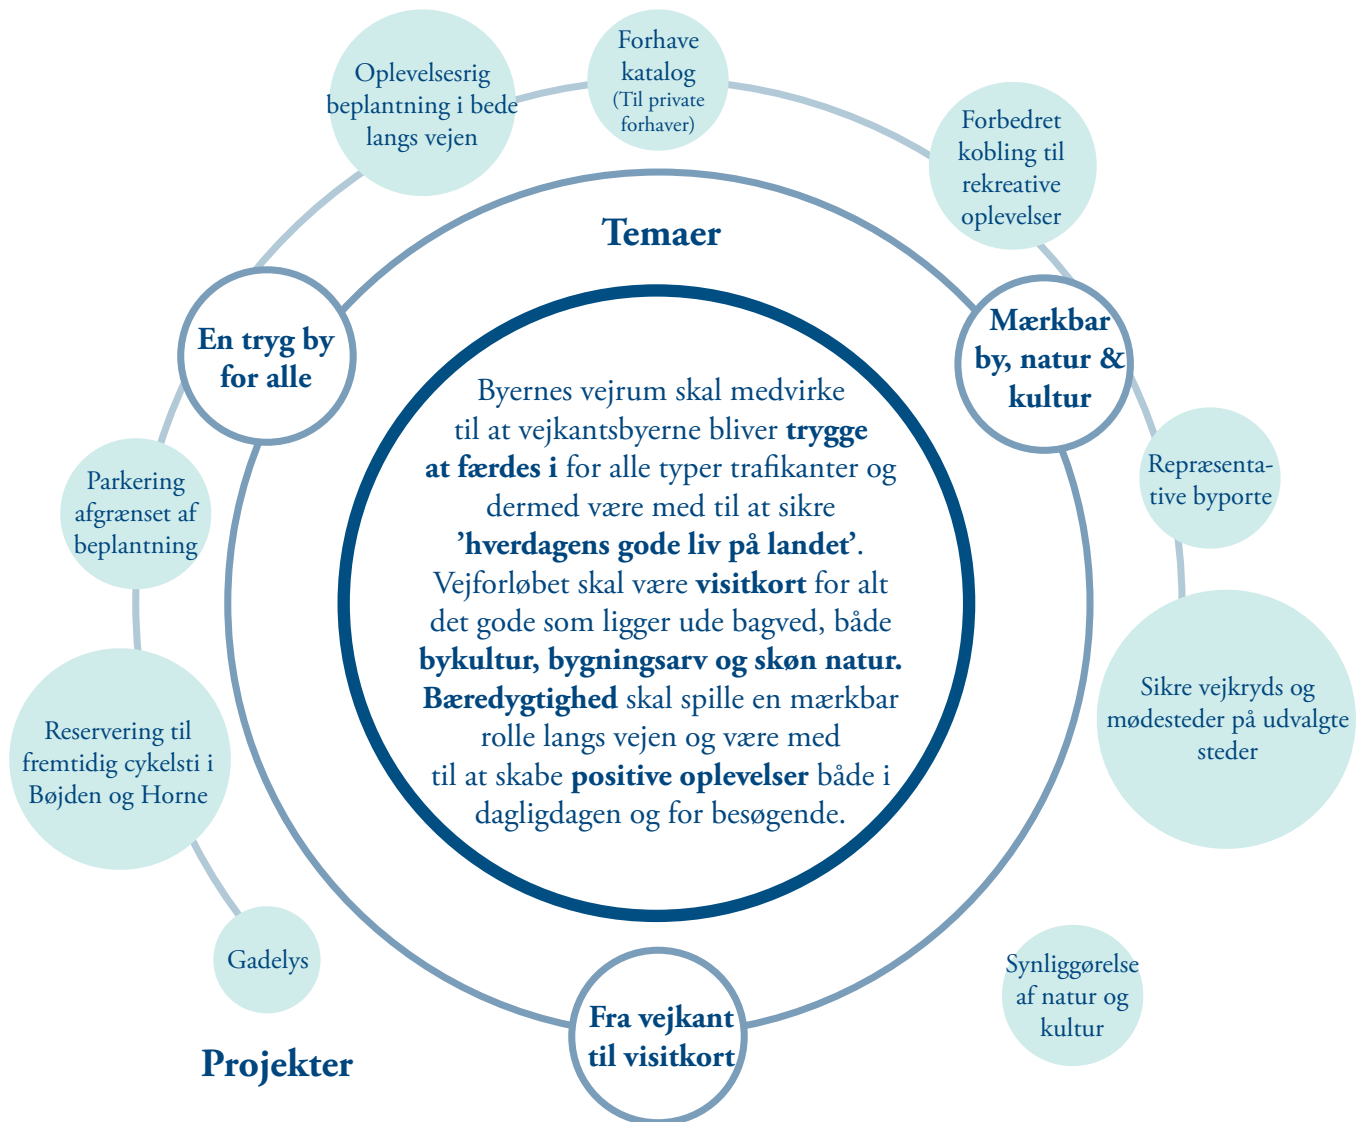 Oplevelsesrig
beplantning i bede
langs vejen
Forhave
katalog
(Til private
forhaver)
Forbedret
kobling til
rekreative
oplevelser
Temaer
En tryg by
for alle
Mærkbar
by, natur &
kultur
Byernes vejrum skal medvirke
til at vejkantsbyerne bliver trygge
at færdes i for alle typer trafikanter og
dermed være med til at sikre
’hverdagens gode liv på landet’.
Vejforløbet skal være visitkort for alt
det gode som ligger ude bagved, både
bykultur, bygningsarv og skøn natur.
Bæredygtighed skal spille en mærkbar
rolle langs vejen og være med
til at skabe positive oplevelser både i
dagligdagen og for besøgende.
Parkering
afgrænset af
beplantning
Repræsenta-
tive byporte
Reservering til
fremtidig cykelsti i
Bøjden og Horne
Sikre vejkryds og
mødesteder på udvalgte
steder
Gadelys
Synliggørelse
af natur og
kultur
Fra vejkant
til visitkort
Projekter